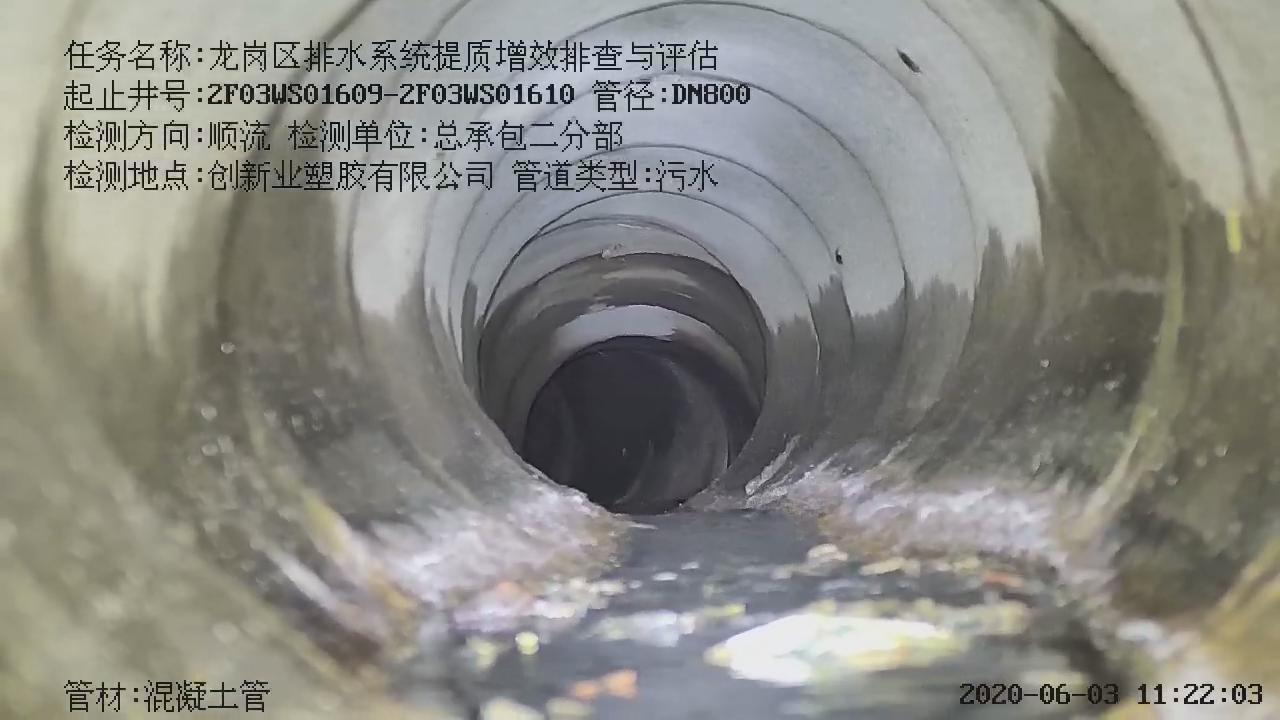 任务名称:龙岗区排水系统提质增效排查与评估
起止井号:2F03WS01609-2F03WS01610 管径:DN800
检测方向:顺流 检测单位:总承包二分部
检测地点:创新业塑胶有限公司 管道类型:污水
管材:混凝土管
2020-06-03 11:22:03